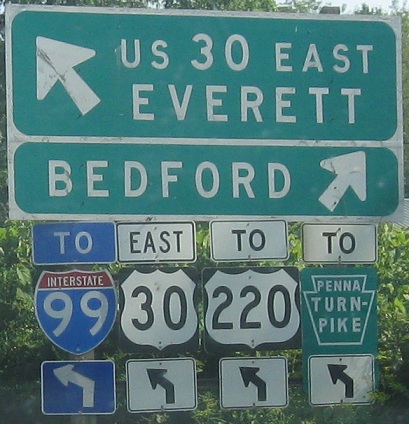 US 30 EAST
EVERETT
BEDFORD
TO EAST TO TO
INTERSTATE
99 30 220
PENNA
TURN-
PIKE